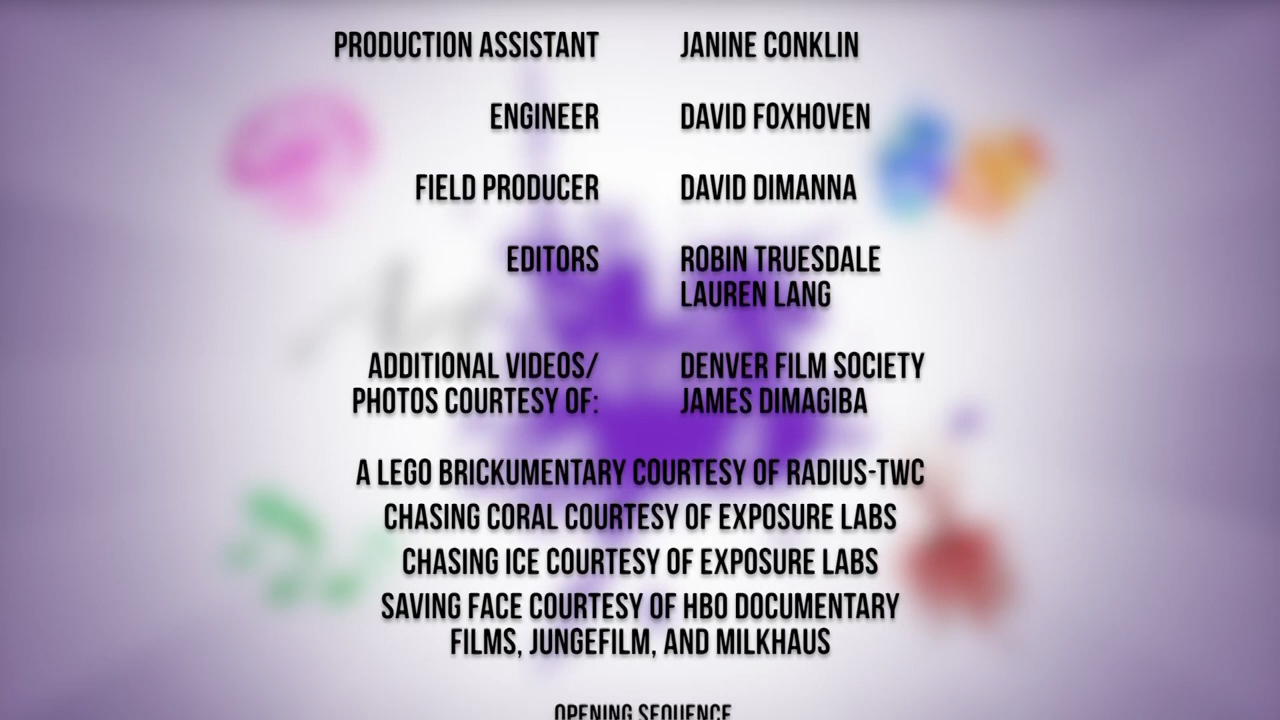 PRODUCTION ASSISTANT JANINE CONKLIN
ENGINEER DAVID FOXHOVEN
FIELD PRODUCER DAVID DIMANNA
EDITORS ROBIN TRUESDALE
LAUREN LANG
ADDITIONAL VIDEOS/ DENVER FILM SOCIETY
PHOTOS COURTESY OF: JAMES DIMAGIBA
A LEGO BRICKUMENTARY COURTESY OF RADIUS-TWC
CHASING CORAL COURTESY OF EXPOSURE LABS
CHASING ICE COURTESY OF EXPOSURE LABS
SAVING FACE COURTESY OF HBO DOCUMENTARY
FILMS, JUNGEFILM, AND MILKHAUS
OPENING SEQUENCE